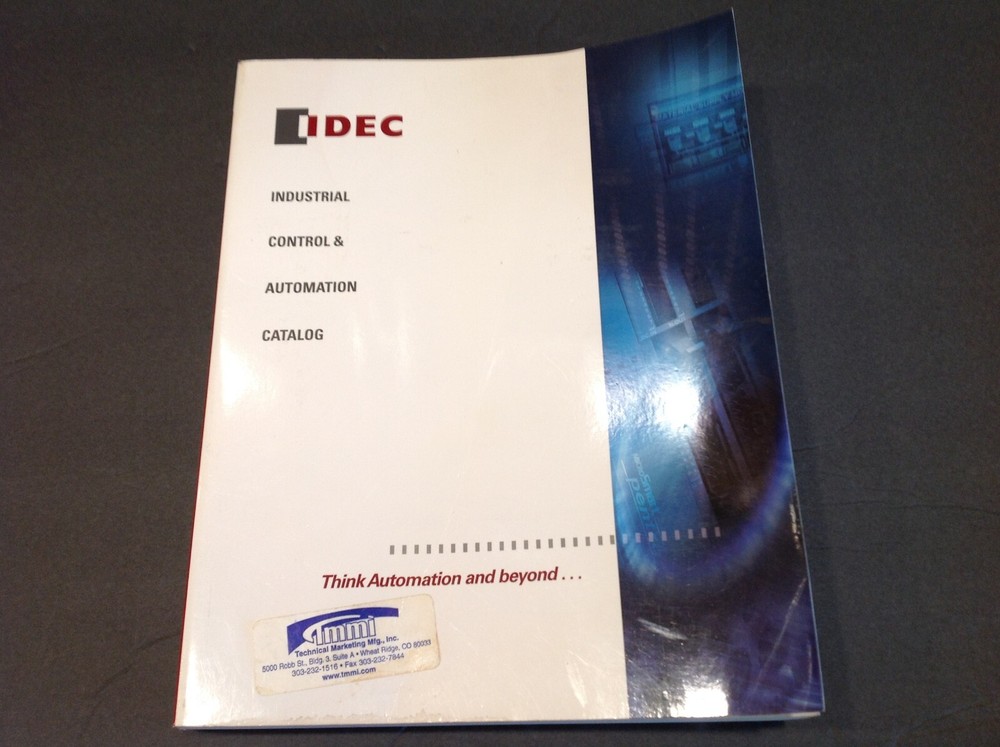 IDEC
INDUSTRIAL
CONTROL &
AUTOMATION
CATALOG
Think Automation and beyond . . .
Tmmi
Technical Marketing Mfg., Inc.
5000 Robb St., Bldg. 3, Suite A • Wheat Ridge, CO 80033
303-232-1516 • Fax 303-232-7844
www.tmmi.com